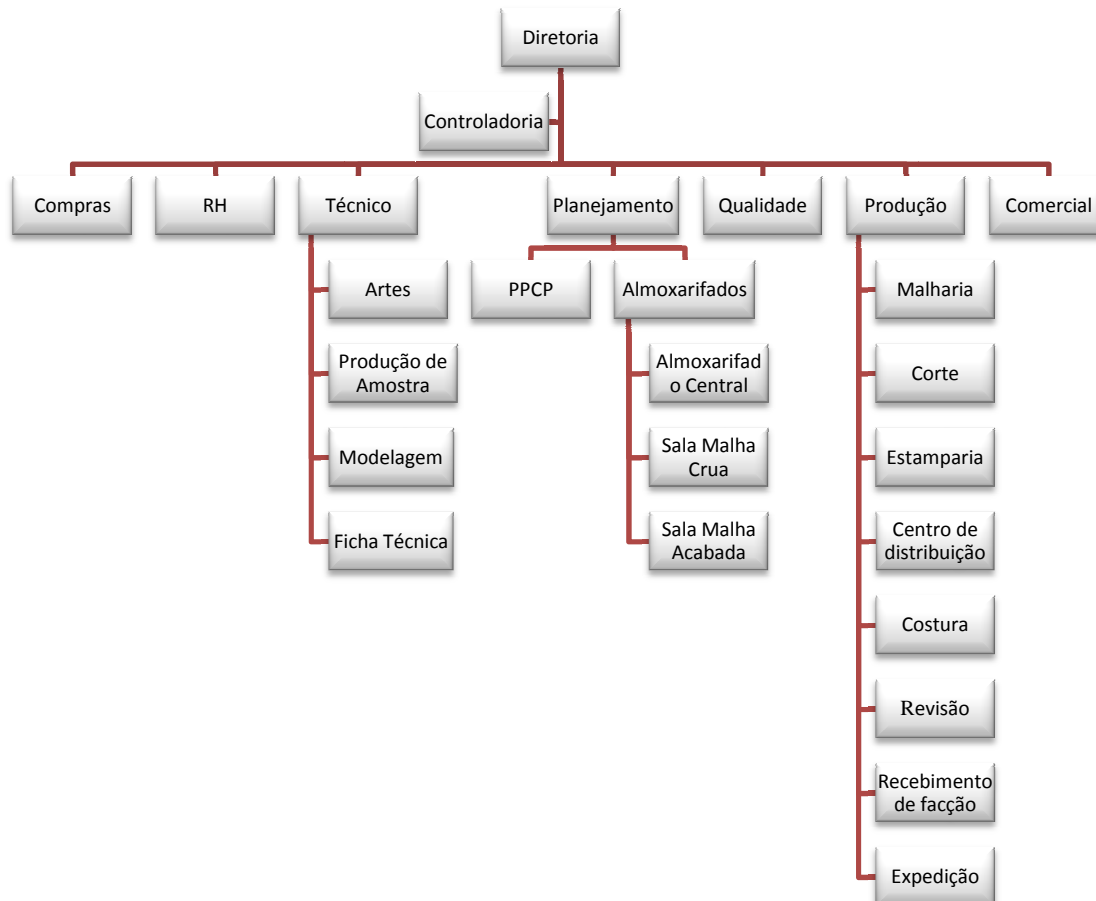 Diretoria
Controladoria
Compras
RH
Técnico
Planejamento
Qualidade
Produção
Comercial
Artes
Produção de
Amostra
Modelagem
Ficha Técnica
PPCP
Almoxarifados
Almoxarifad
o Central
Sala Malha
Crua
Sala Malha
Acabada
Malharia
Corte
Estamparia
Centro de
distribuição
Costura
Revisão
Recebimento
de facção
Expedição